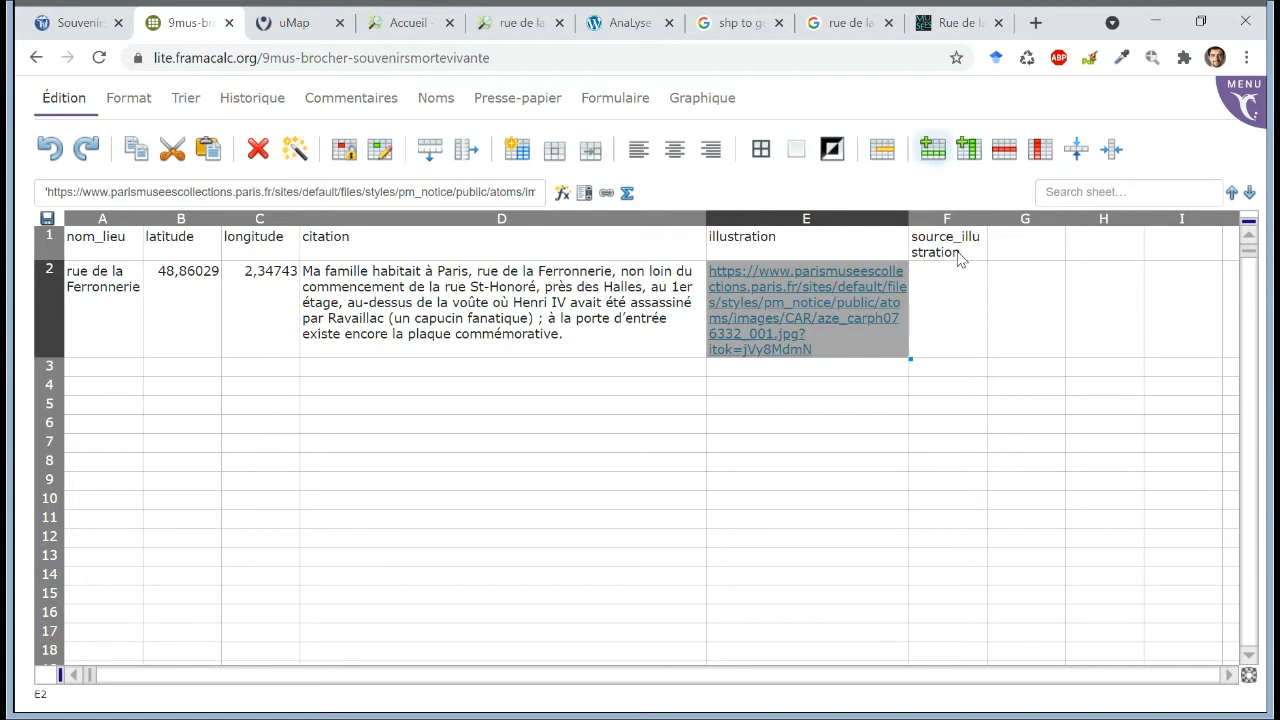 Souvenir
9mus-bro
uMap
Accueil -
rue de la
AnaLyse
shp to ge
rue de la
Rue de la
lite.framacalc.org/9mus-brocher-souvenirsmortevivante
ABP
MENU
Édition Format Trier Historique Commentaires Noms Presse-papier Formulaire Graphique
'https://www.parismuseescollections.paris.fr/sites/default/files/styles/pm_notice/public/atoms/im
Search sheet…
A B C D E F G H I
1 nom_lieu latitude longitude citation illustration source_illu
stration
2 rue de la 48,86029 2,34743 Ma famille habitait à Paris, rue de la Ferronnerie, non loin du https://www.parismuseescolle
Ferronnerie commencement de la rue St-Honoré, près des Halles, au 1er ctions.paris.fr/sites/default/file
étage, au-dessus de la voûte où Henri IV avait été assassiné s/styles/pm_notice/public/ato
par Ravaillac (un capucin fanatique) ; à la porte d’entrée ms/images/CAR/aze_carph07
existe encore la plaque commémorative. 6332_001.jpg?
itok=jVy8MdmN
3
4
5
6
7
8
9
10
11
12
13
14
15
16
17
18
E2